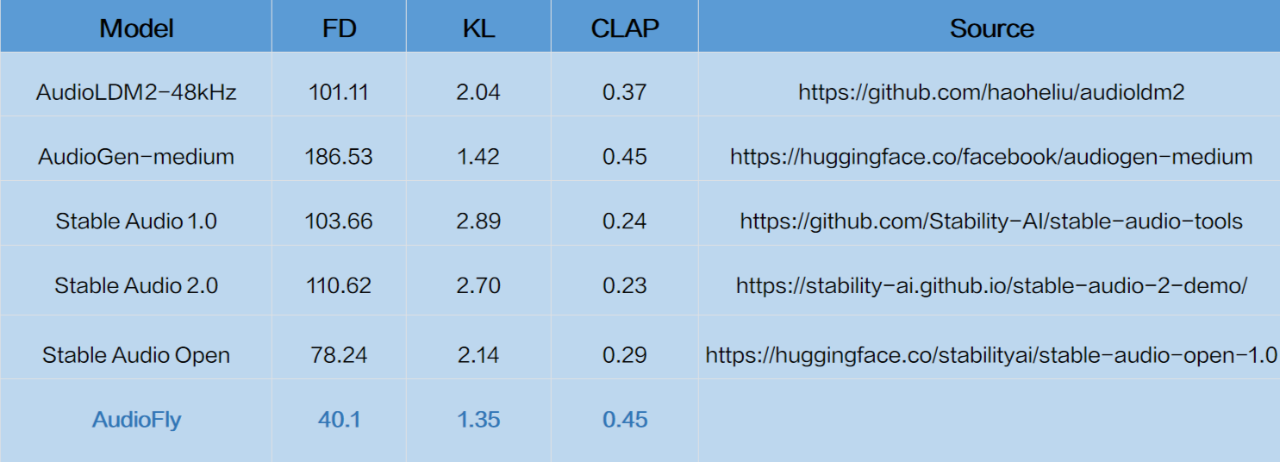 Model FD KL CLAP Source
AudioLDM2-48kHz 101.11 2.04 0.37 https://github.com/haoheliu/audioldm2
AudioGen-medium 186.53 1.42 0.45 https://huggingface.co/facebook/audiogen-medium
Stable Audio 1.0 103.66 2.89 0.24 https://github.com/Stability-AI/stable-audio-tools
Stable Audio 2.0 110.62 2.70 0.23 https://stability-ai.github.io/stable-audio-2-demo/
Stable Audio Open 78.24 2.14 0.29 https://huggingface.co/stabilityai/stable-audio-open-1.0
AudioFly 40.1 1.35 0.45